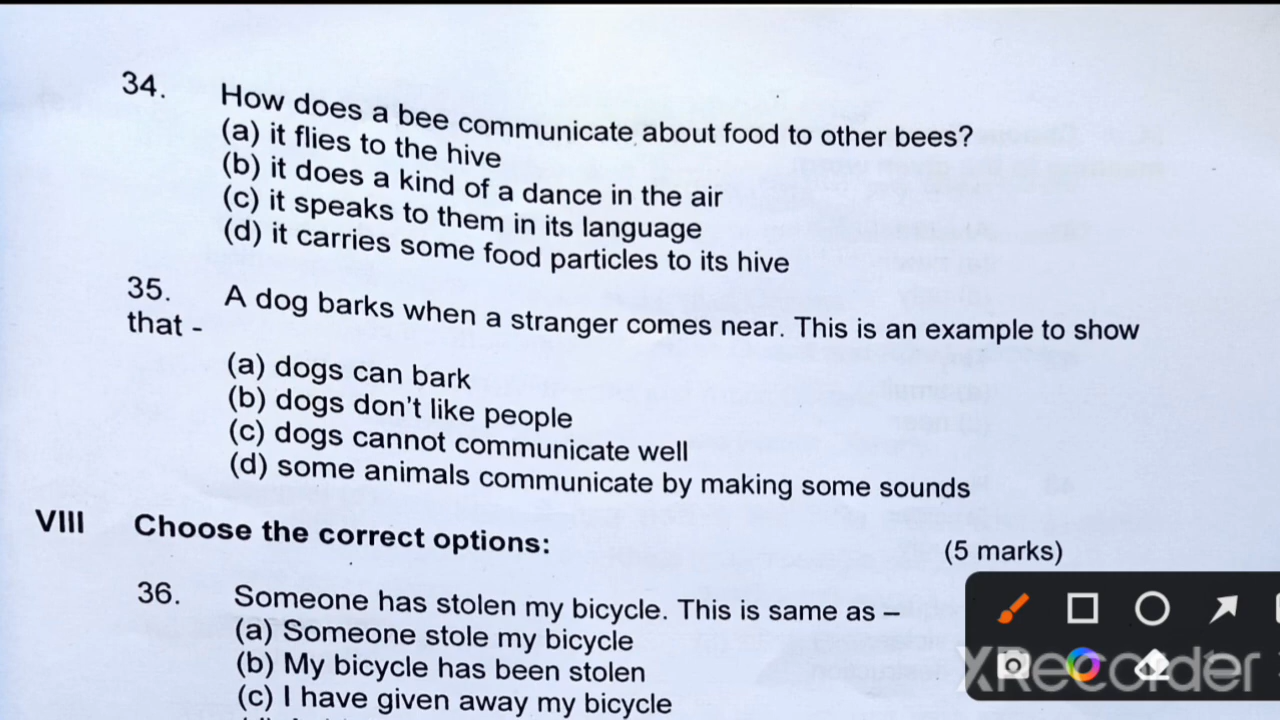 34. How does a bee communicate about food to other bees?
(a) it flies to the hive
(b) it does a kind of a dance in the air
(c) it speaks to them in its language
(d) it carries some food particles to its hive
35. A dog barks when a stranger comes near. This is an example to show
that -
(a) dogs can bark
(b) dogs don't like people
(c) dogs cannot communicate well
(d) some animals communicate by making some sounds
VIII Choose the correct options: (5 marks)
36. Someone has stolen my bicycle. This is same as –
(a) Someone stole my bicycle
(b) My bicycle has been stolen
(c) I have given away my bicycle
XRecorder